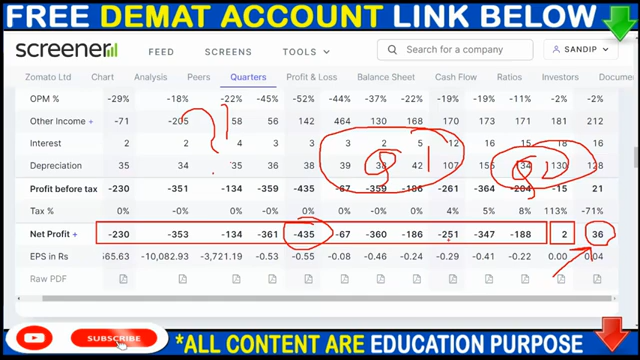 FREE DEMAT ACCOUNT LINK BELOW
screener FEED SCREENS TOOLS Search for a company SANDIP
Zomato Ltd Chart Analysis Peers Quarters Profit & Loss Balance Sheet Cash Flow Ratios Investors Documen
OPM % -29% -18% -22% -45% -52% -44% -37% -22% -19% -19% -11% -2% -2%
Other Income + -71 -205 58 56 142 464 130 168 170 173 171 181 212
Interest 2 2 4 3 3 3 2 5 12 16 15 18 16
Depreciation 35 34 35 36 38 39 38 42 107 155 34 130 128
Profit before tax -230 -351 -134 -359 -435 -67 -359 -186 -261 -364 -204 -15 21
Tax % 0% 0% 0% 0% 0% 0% 0% 0% 4% 5% 8% 113% -71%
Net Profit + -230 -353 -134 -361 -435 -67 -360 -186 -251 -347 -188 2 36
EPS in Rs 565.63 -10,082.93 -3,721.19 -0.53 -0.55 -0.08 -0.46 -0.24 -0.29 -0.41 -0.22 0.00 0.04
Raw PDF
SUBSCRIBE *ALL CONTENT ARE EDUCATION PURPOSE